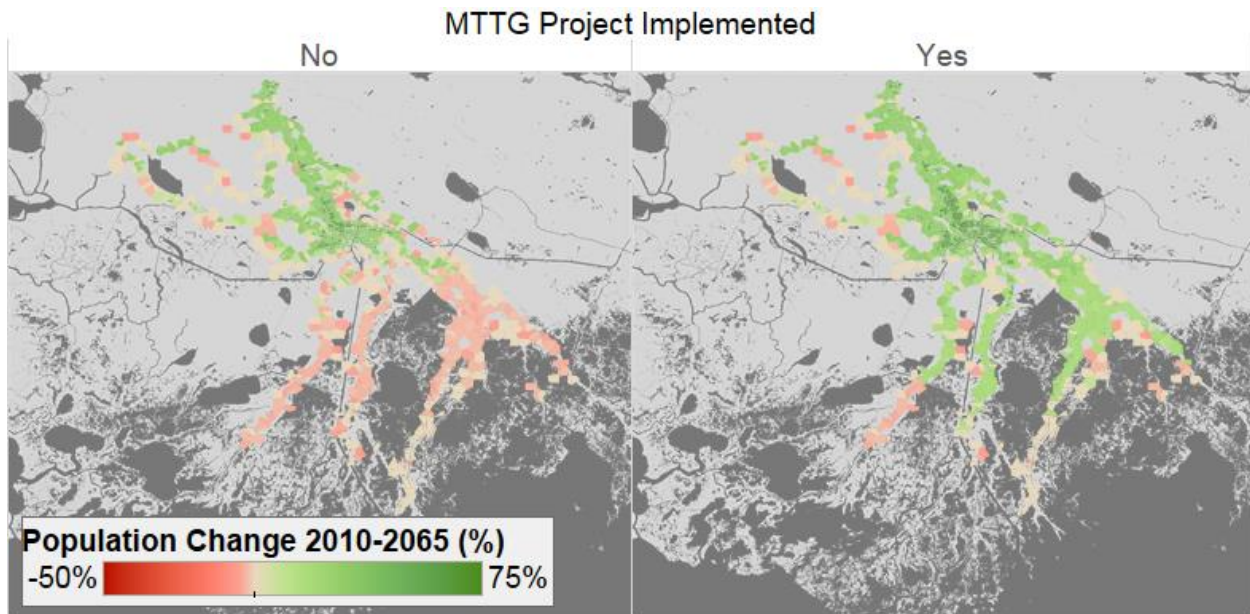 MTTG Project Implemented
No
Yes
Population Change 2010-2065 (%)
-50%
75%